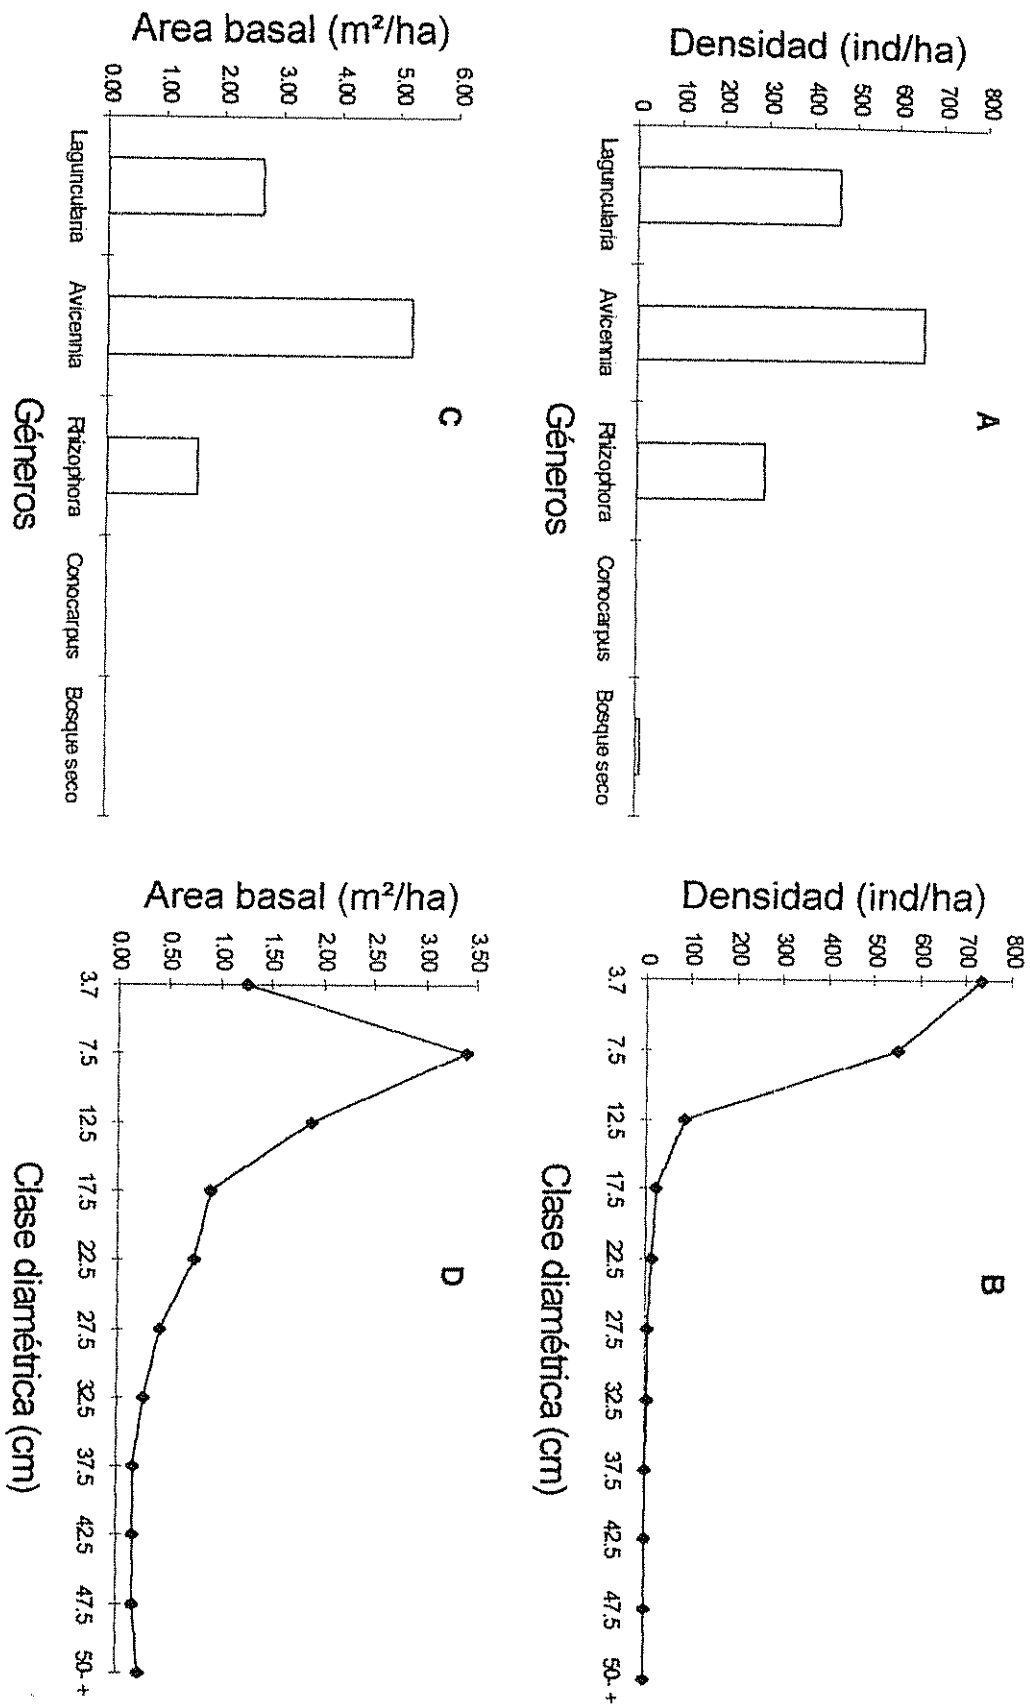 A
Densidad (ind/ha)
800
700
600
500
400
300
200
100
0
Laguncularia
Avicennia
Rhizophora
Conocarpus
Bosque seco
Géneros
B
Densidad (ind/ha)
800
700
600
500
400
300
200
100
0
3.7
7.5
12.5
17.5
22.5
27.5
32.5
37.5
42.5
47.5
50-+
Clase diamétrica (cm)
C
Area basal (m²/ha)
6.00
5.00
4.00
3.00
2.00
1.00
0.00
Laguncularia
Avicennia
Rhizophora
Conocarpus
Bosque seco
Géneros
D
Area basal (m²/ha)
3.50
3.00
2.50
2.00
1.50
1.00
0.50
0.00
3.7
7.5
12.5
17.5
22.5
27.5
32.5
37.5
42.5
47.5
50-+
Clase diamétrica (cm)